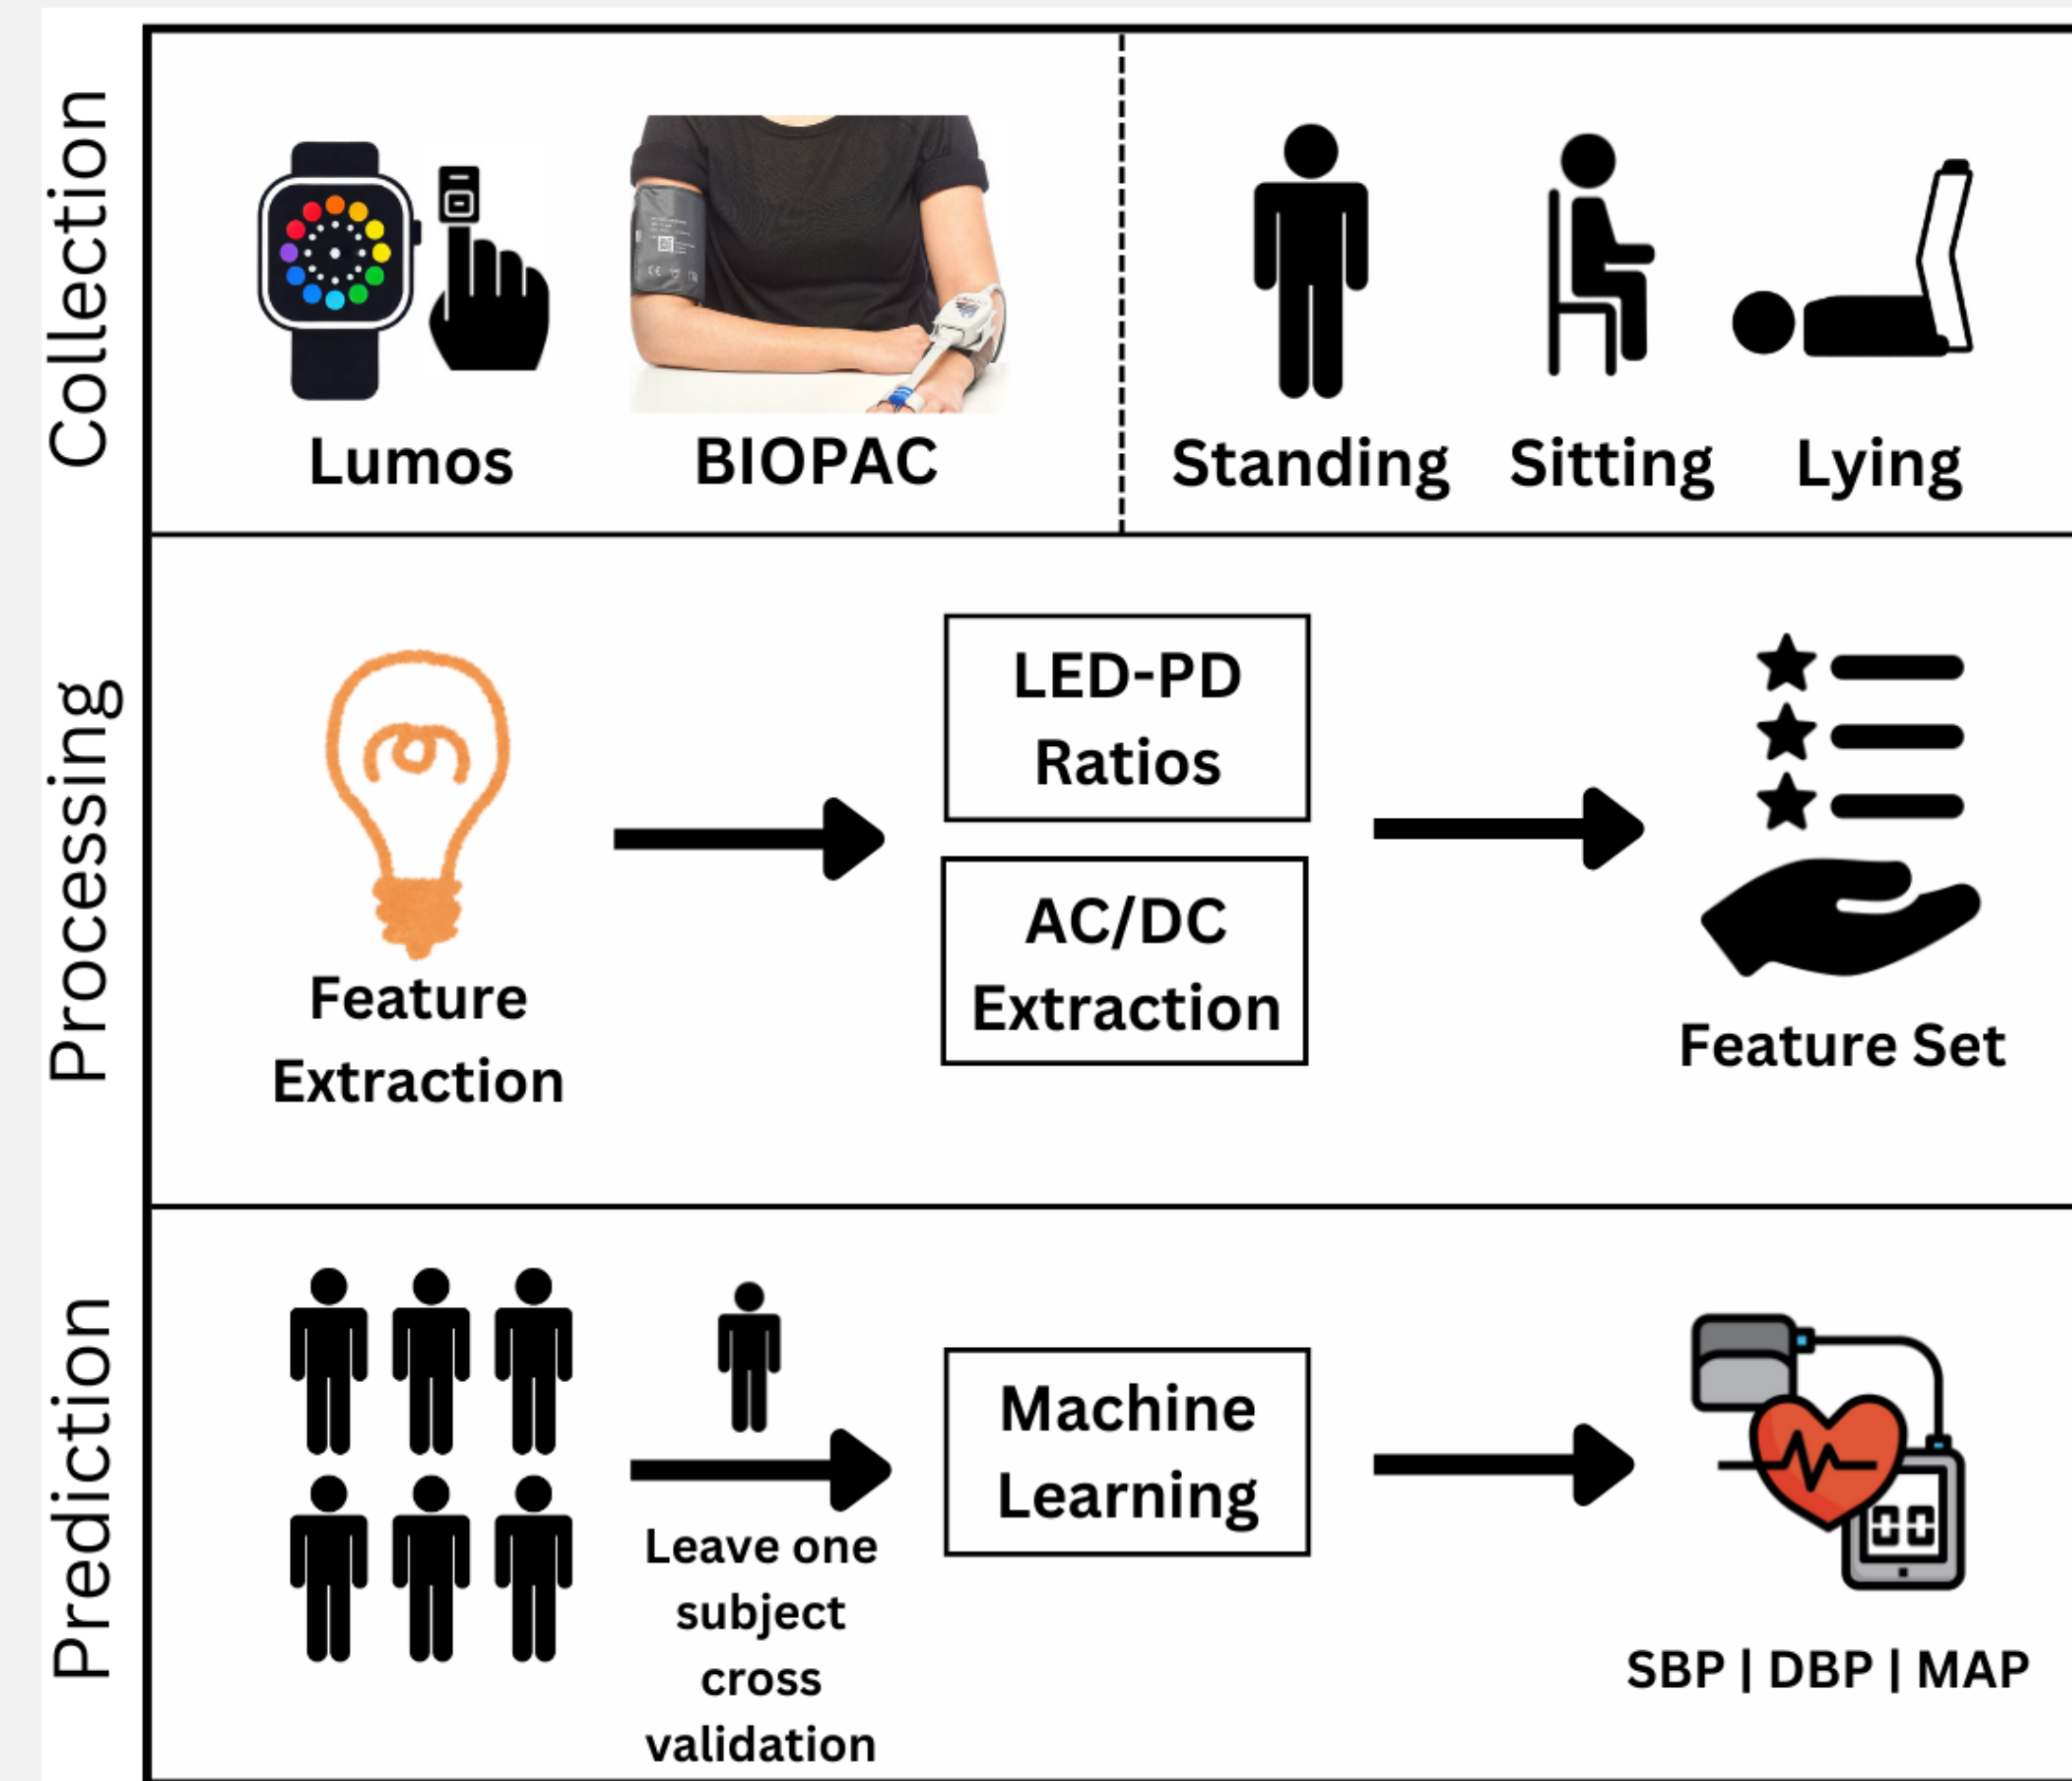 Collection
Lumos
BIOPAC
Standing
Sitting
Lying
Processing
Feature
Extraction
LED-PD
Ratios
AC/DC
Extraction
Feature Set
Prediction
Leave one
subject
cross
validation
Machine
Learning
SBP | DBP | MAP